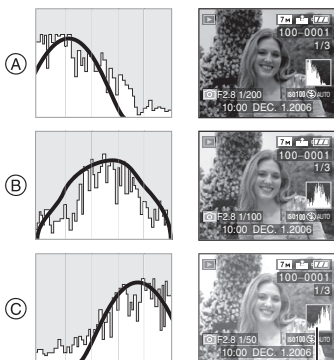 A
7M
100-0001
1/3
F2.8 1/200
ISO100 AUTO
10:00 DEC. 1.2006
B
7M
100-0001
1/3
F2.8 1/100
ISO100 AUTO
10:00 DEC. 1.2006
C
7M
100-0001
1/3
F2.8 1/50
ISO100 AUTO
10:00 DEC. 1.2006